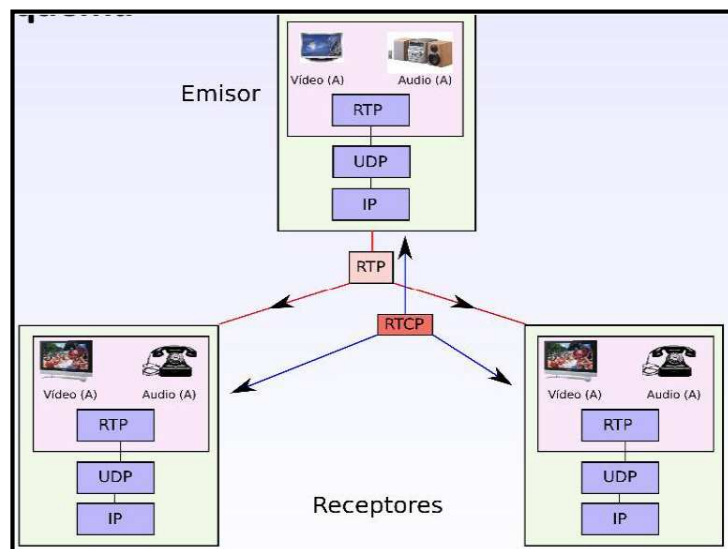 Vídeo (A) Audio (A)
Emisor
RTP
UDP
IP
RTP
RTCP
Vídeo (A) Audio (A)
RTP
UDP
IP
Vídeo (A) Audio (A)
RTP
UDP
IP
Receptores